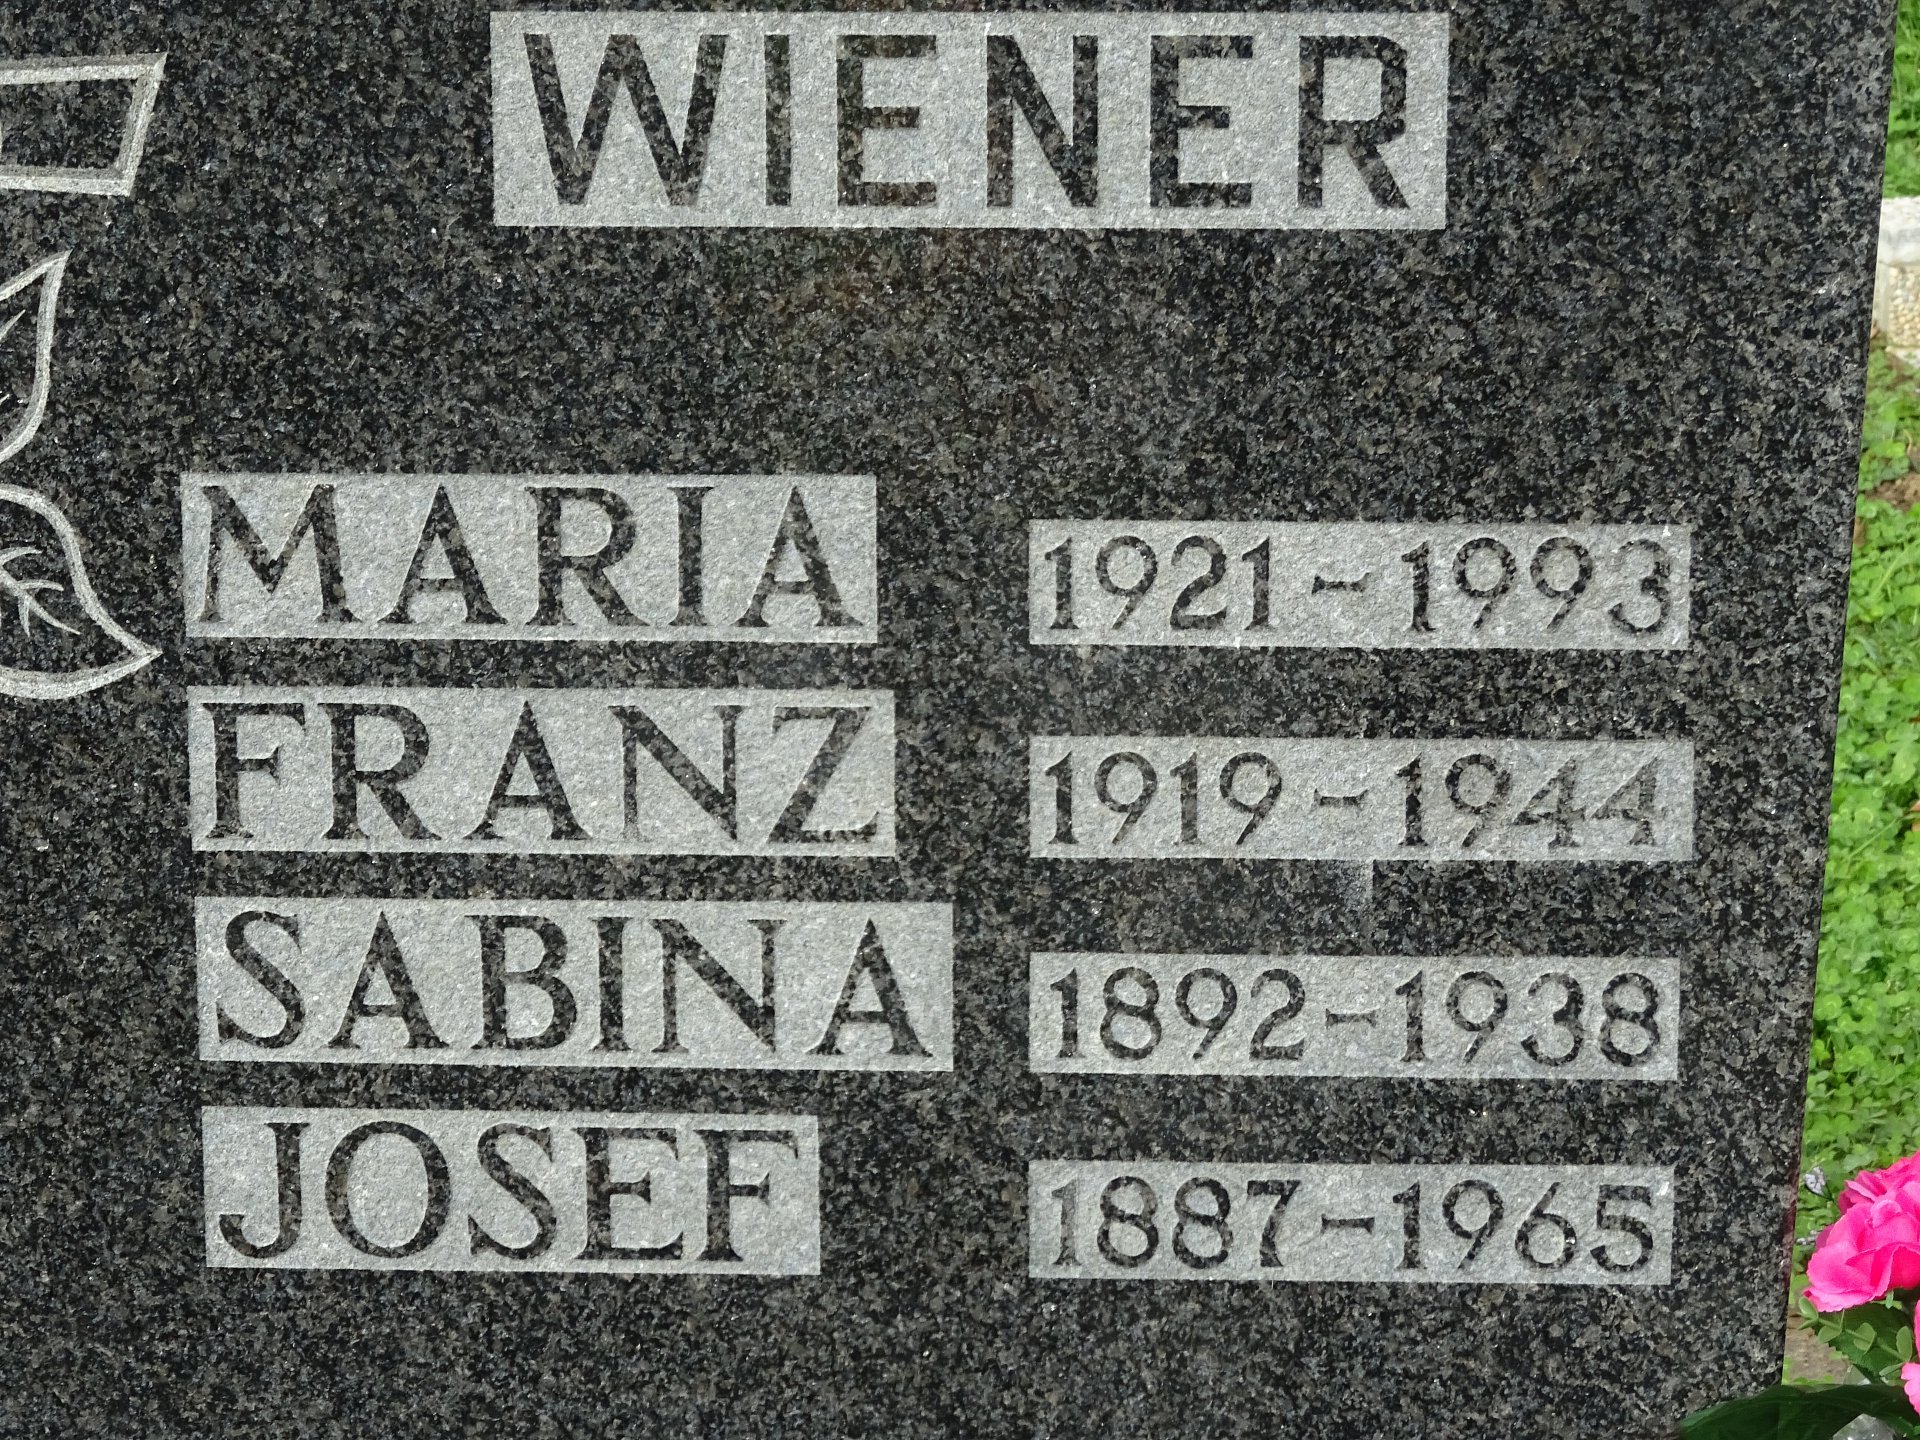 WIENER
MARIA 1921 - 1993
FRANZ 1919 - 1944
SABINA 1892 - 1938
JOSEF 1887 - 1965